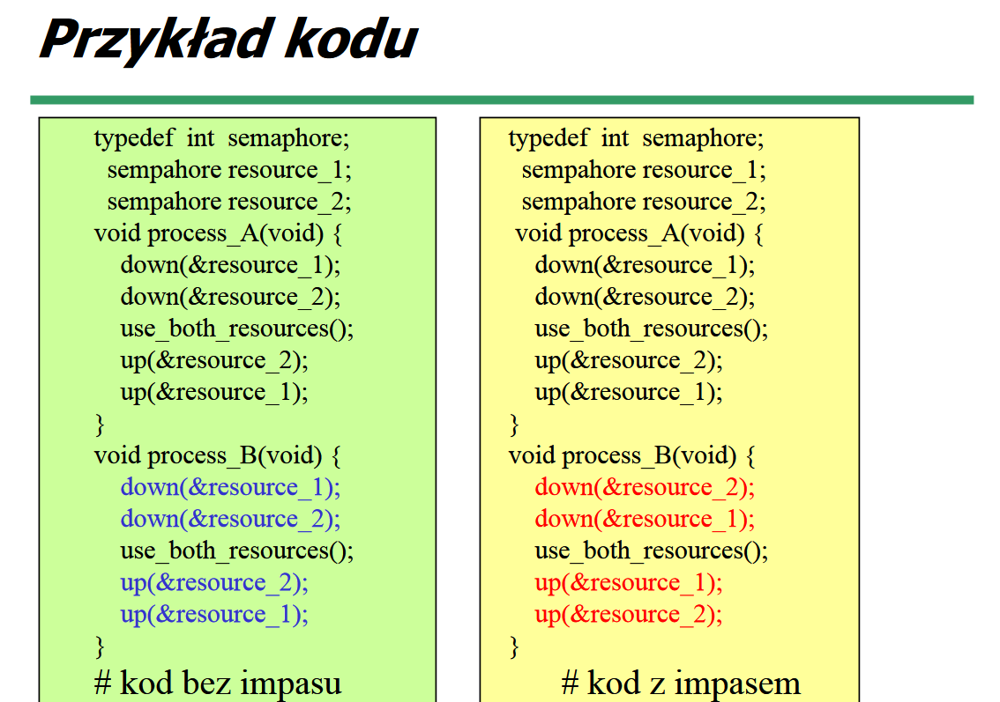 Przykład kodu
typedef int semaphore;
sempahore resource_1;
sempahore resource_2;
void process_A(void) {
down(&resource_1);
down(&resource_2);
use_both_resources();
up(&resource_2);
up(&resource_1);
}
void process_B(void) {
down(&resource_1);
down(&resource_2);
use_both_resources();
up(&resource_2);
up(&resource_1);
}
# kod bez impasu
typedef int semaphore;
sempahore resource_1;
sempahore resource_2;
void process_A(void) {
down(&resource_1);
down(&resource_2);
use_both_resources();
up(&resource_2);
up(&resource_1);
}
void process_B(void) {
down(&resource_2);
down(&resource_1);
use_both_resources();
up(&resource_1);
up(&resource_2);
}
# kod z impasem